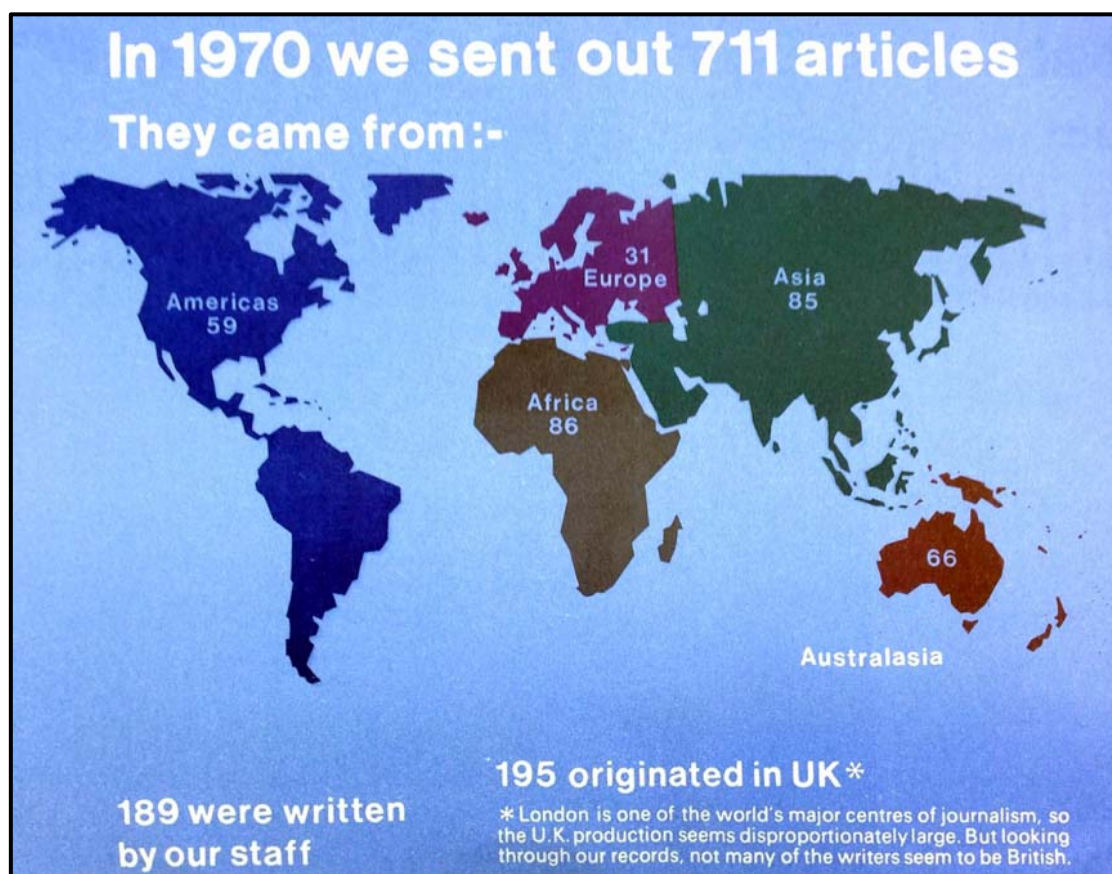 In 1970 we sent out 711 articles
They came from:-
31
Europe
Asia
85
Americas
59
Africa
86
66
Australasia
195 originated in UK*
189 were written
by our staff
*London is one of the world's major centres of journalism, so
the U.K. production seems disproportionately large. But looking
through our records, not many of the writers seem to be British.